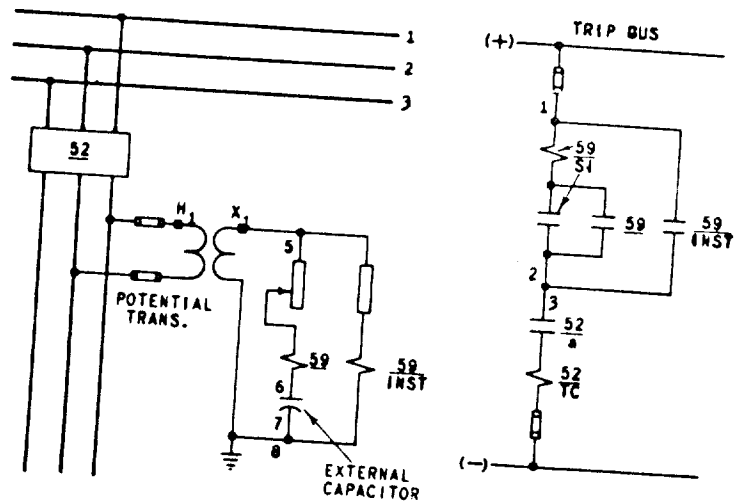 1
2
3
52
H1
X1
POTENTIAL
TRANS.
5
59
59
INST
6
7
8
EXTERNAL
CAPACITOR
(+)
TRIP BUS
1
59
SI
59
59
INST
2
3
52
a
52
TC
(—)